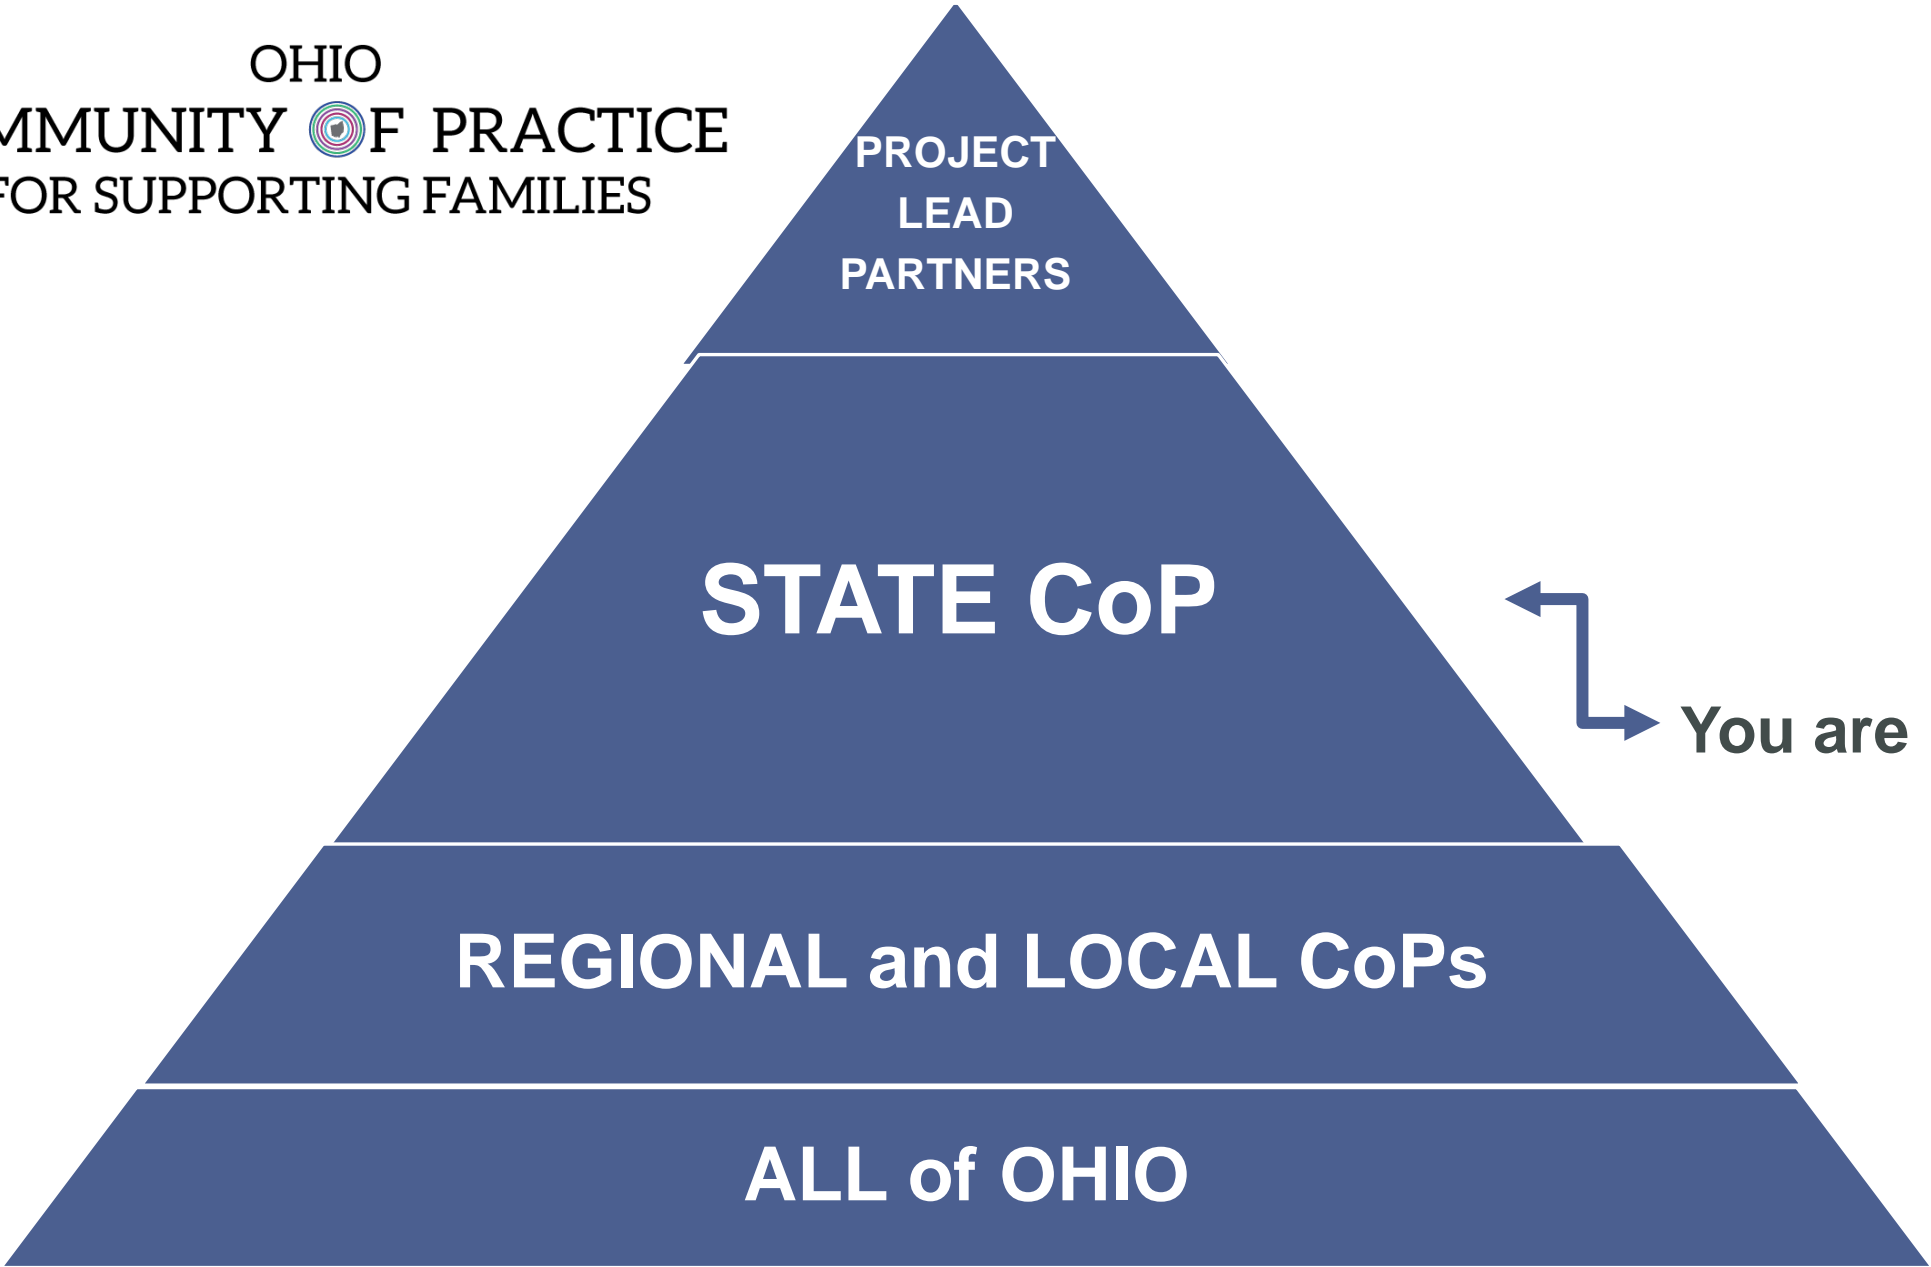 OHIO
MMUNITY OF PRACTICE
FOR SUPPORTING FAMILIES
PROJECT
LEAD
PARTNERS
STATE CoP
You are
REGIONAL and LOCAL CoPs
ALL of OHIO